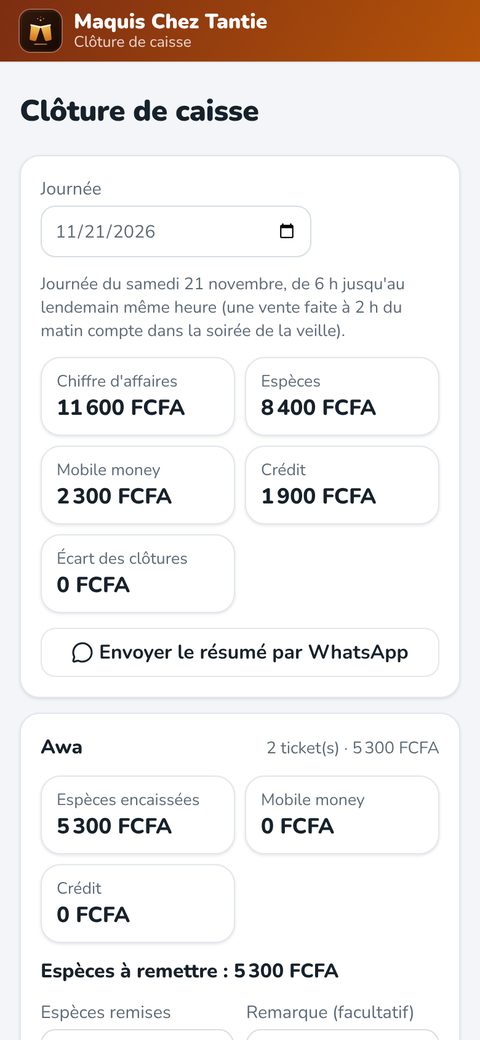 Maquis Chez Tantie
Clôture de caisse
Clôture de caisse
Journée
11/21/2026
Journée du samedi 21 novembre, de 6 h jusqu'au
lendemain même heure (une vente faite à 2 h du
matin compte dans la soirée de la veille).
Chiffre d'affaires
11 600 FCFA
Espèces
8 400 FCFA
Mobile money
2 300 FCFA
Crédit
1 900 FCFA
Écart des clôtures
0 FCFA
Envoyer le résumé par WhatsApp
Awa
2 ticket(s) · 5 300 FCFA
Espèces encaissées
5 300 FCFA
Mobile money
0 FCFA
Crédit
0 FCFA
Espèces à remettre : 5 300 FCFA
Espèces remises
Remarque (facultatif)